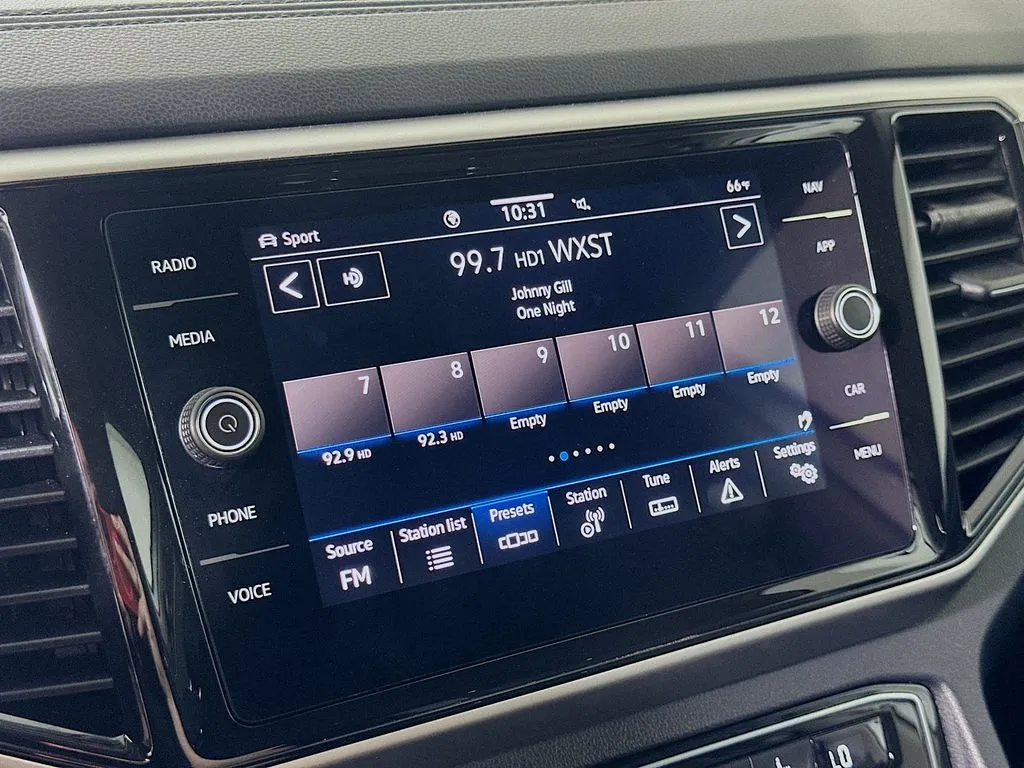 RADIO
MEDIA
PHONE
VOICE
Sport
10:31
66°F
HD
99.7 HD1 WXST
Johnny Gill
One Night
7
8
9
10
11
12
92.9 HD
92.3 HD
Empty
Empty
Empty
Empty
Source
FM
Station list
Presets
Station
Tune
Alerts
Settings
NAV
APP
CAR
MENU
LO